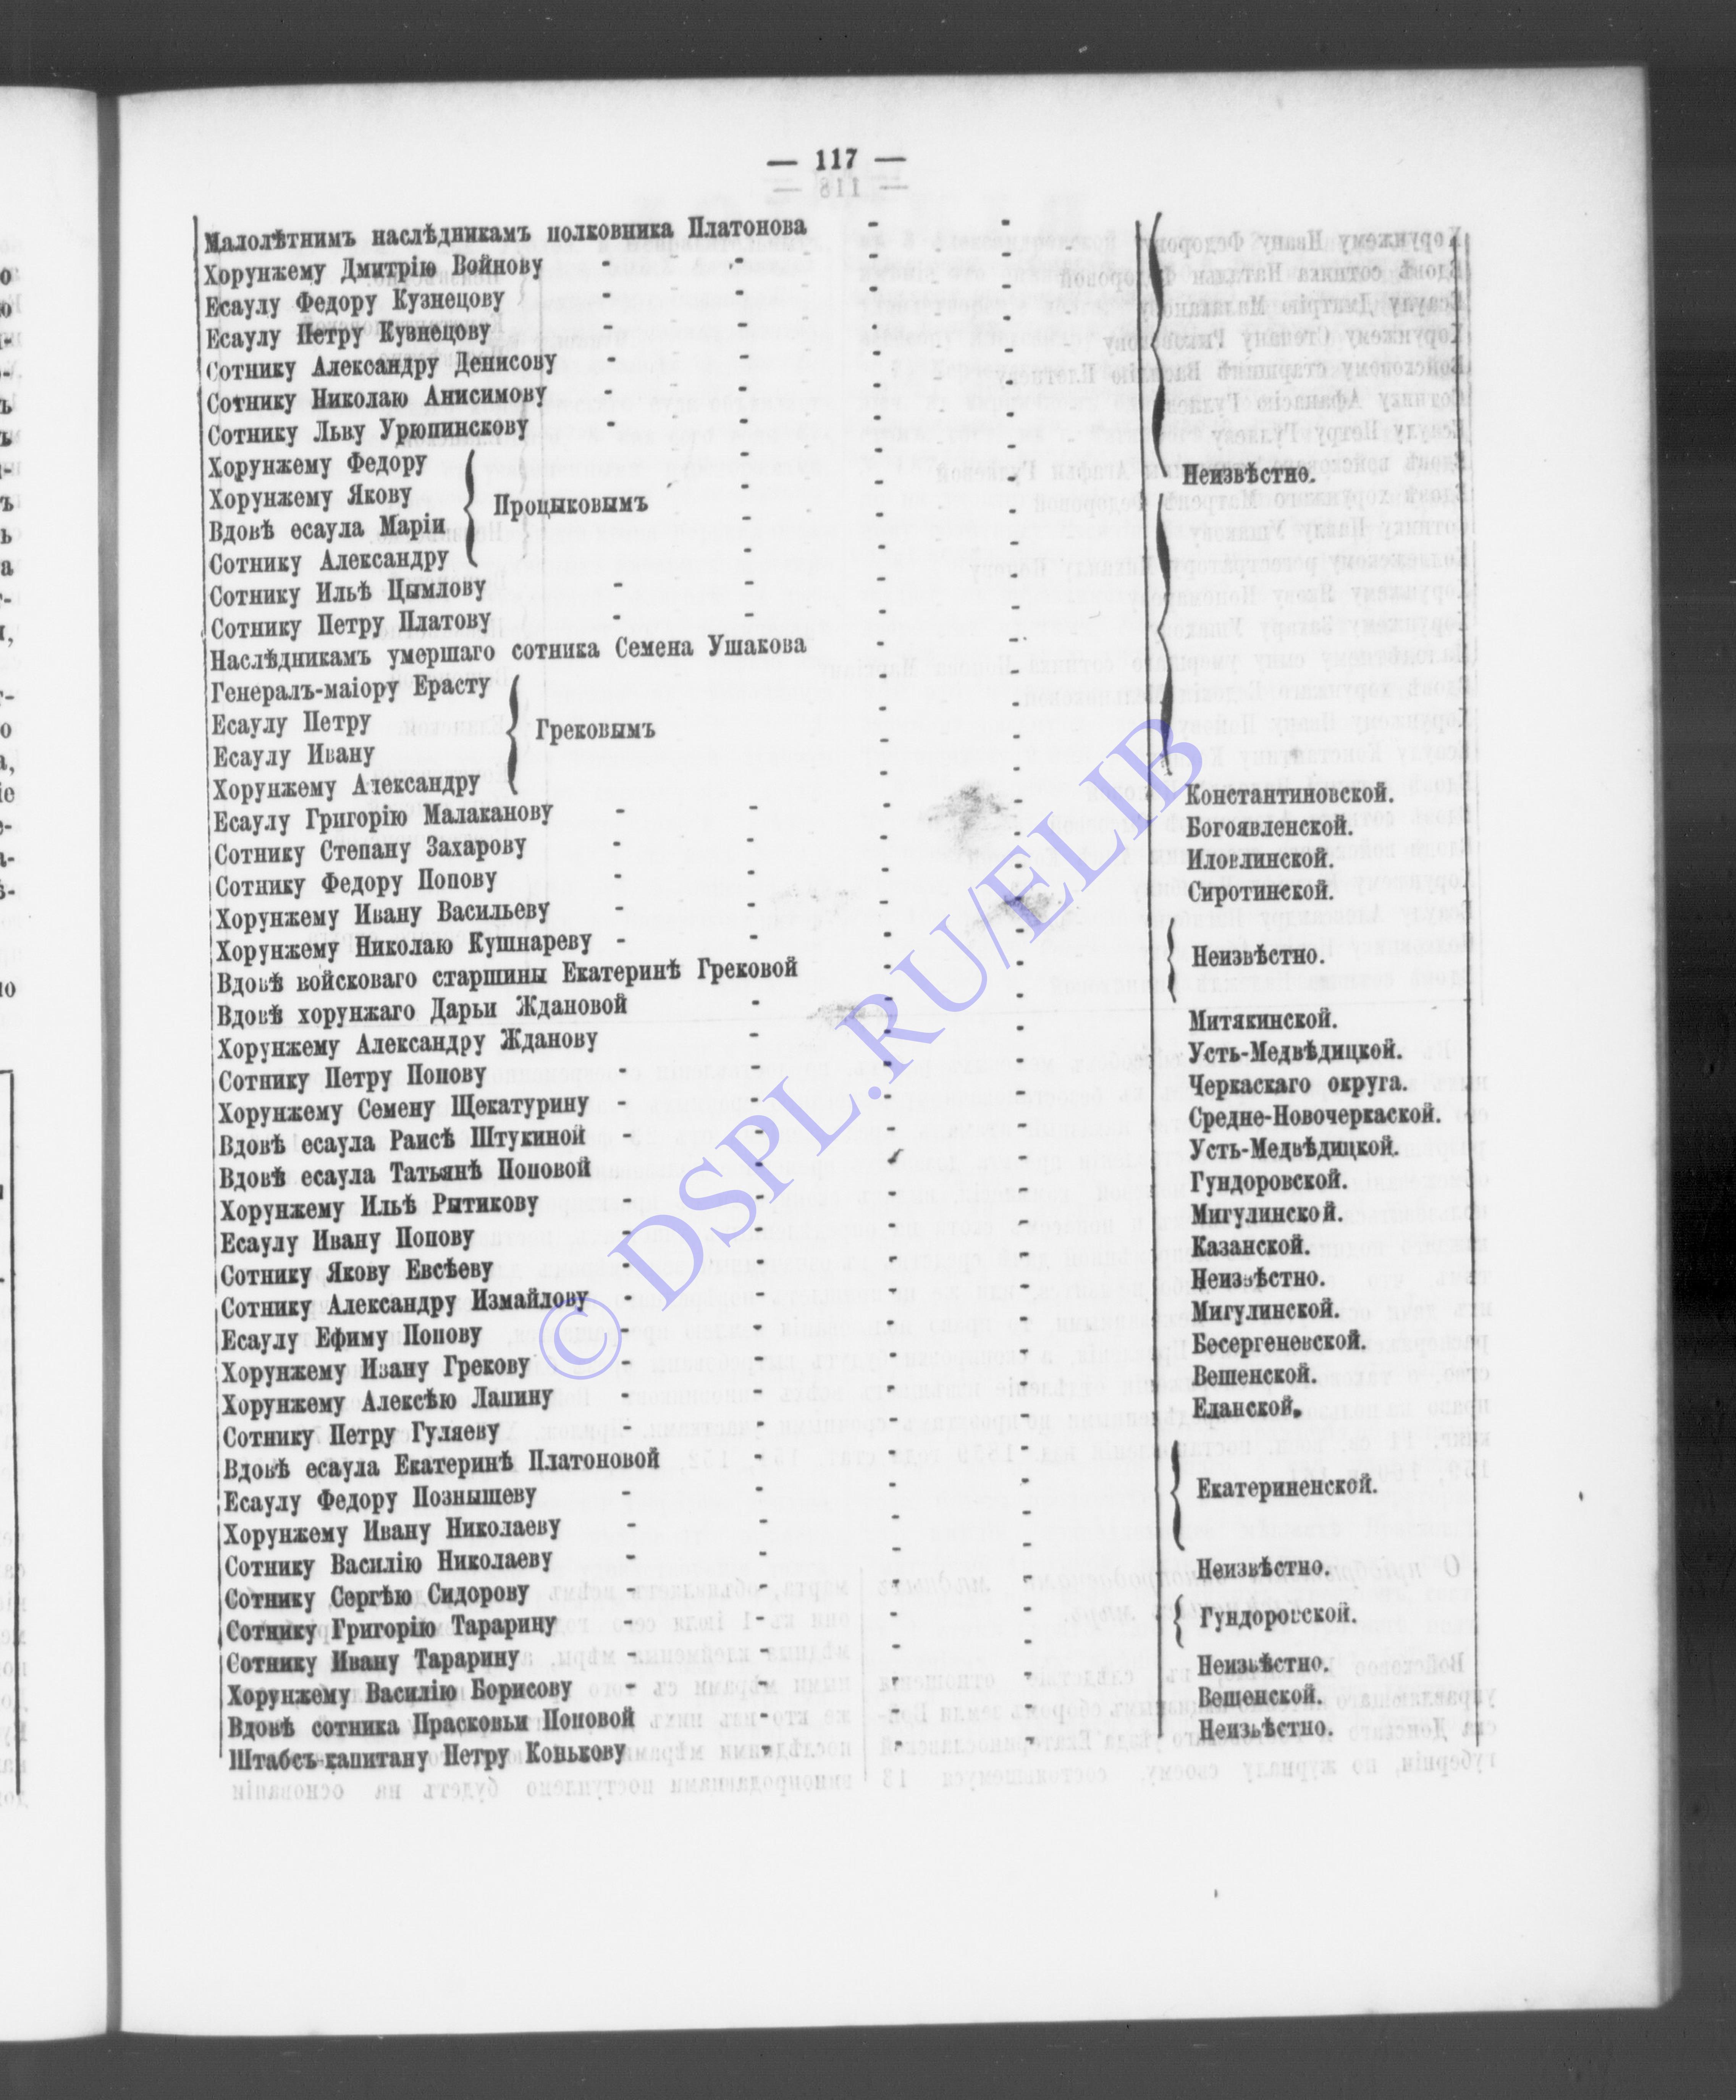 — 117 —
Малолѣтнимъ наслѣдникамъ полковника Платонова - -
Хорунжему Дмитрію Войнову - - - -
Есаулу Федору Кузнецову - - - -
Есаулу Петру Кузнецову - - - -
Сотнику Александру Денисову - - - -
Сотнику Николаю Анисимову - - - -
Сотнику Льву Урюпинскову - - - -
Хорунжему Федору - - -
Хорунжему Якову - - - Неизвѣстно.
Процыковымъ
Вдовѣ есаула Маріи - - -
Сотнику Александру - - -
Сотнику Ильѣ Цымлову - - - -
Сотнику Петру Платову - - - -
Наслѣдникамъ умершаго сотника Семена Ушакова - -
Генералъ-маіору Ерасту - -
Есаулу Петру - -
Грековымъ
Есаулу Ивану - -
Хорунжему Александру - -
Есаулу Григорію Малаканову - - - - Константиновской.
Сотнику Степану Захарову - - - - Богоявленской.
Сотнику Федору Попову - - - - Иловлинской.
Хорунжему Ивану Васильеву - - - - Сиротинской.
Хорунжему Николаю Кушнареву - - - -
Вдовѣ войсковаго старшины Екатеринѣ Грековой - - Неизвѣстно.
Вдовѣ хорунжаго Дарьи Ждановой - - -
Хорунжему Александру Жданову - - - Митякинской.
Сотнику Петру Попову - - - Усть-Медвѣдицкой.
Хорунжему Семену Щекатурину - - - - Черкаскаго округа.
Вдовѣ есаула Раисѣ Штукиной - - - - Средне-Новочеркаской.
Вдовѣ есаула Татьянѣ Поповой - - - Усть-Медвѣдицкой.
Хорунжему Ильѣ Рытикову - - - - Гундоровской.
Есаулу Ивану Попову - - - - Мигулинской.
Сотнику Якову Евсѣеву - - - - Казанской.
Сотнику Александру Измайлову - - - - Неизвѣстно.
Есаулу Ефиму Попову - - - - Мигулинской.
Хорунжему Ивану Грекову - - - - Бесергеневской.
Хорунжему Алексѣю Лапину - - - - Вешенской.
Сотнику Петру Гуляеву - - - Еланской.
Вдовѣ есаула Екатеринѣ Платоновой - - -
Есаулу Федору Познышеву - - - - Екатериненской.
Хорунжему Ивану Николаеву - - - -
Сотнику Василію Николаеву - - - -
Сотнику Сергѣю Сидорову - - - - Неизвѣстно.
Сотнику Григорію Тарарину - - - - Гундоровской.
Сотнику Ивану Тарарину - - - -
Хорунжему Василію Борисову - - - - Неизвѣстно.
Вдовѣ сотника Прасковьи Поповой - - - Вешенской.
Штабсъ-капитану Петру Конькову - - - Неизвѣстно.
© DSPL.RU/ELIB